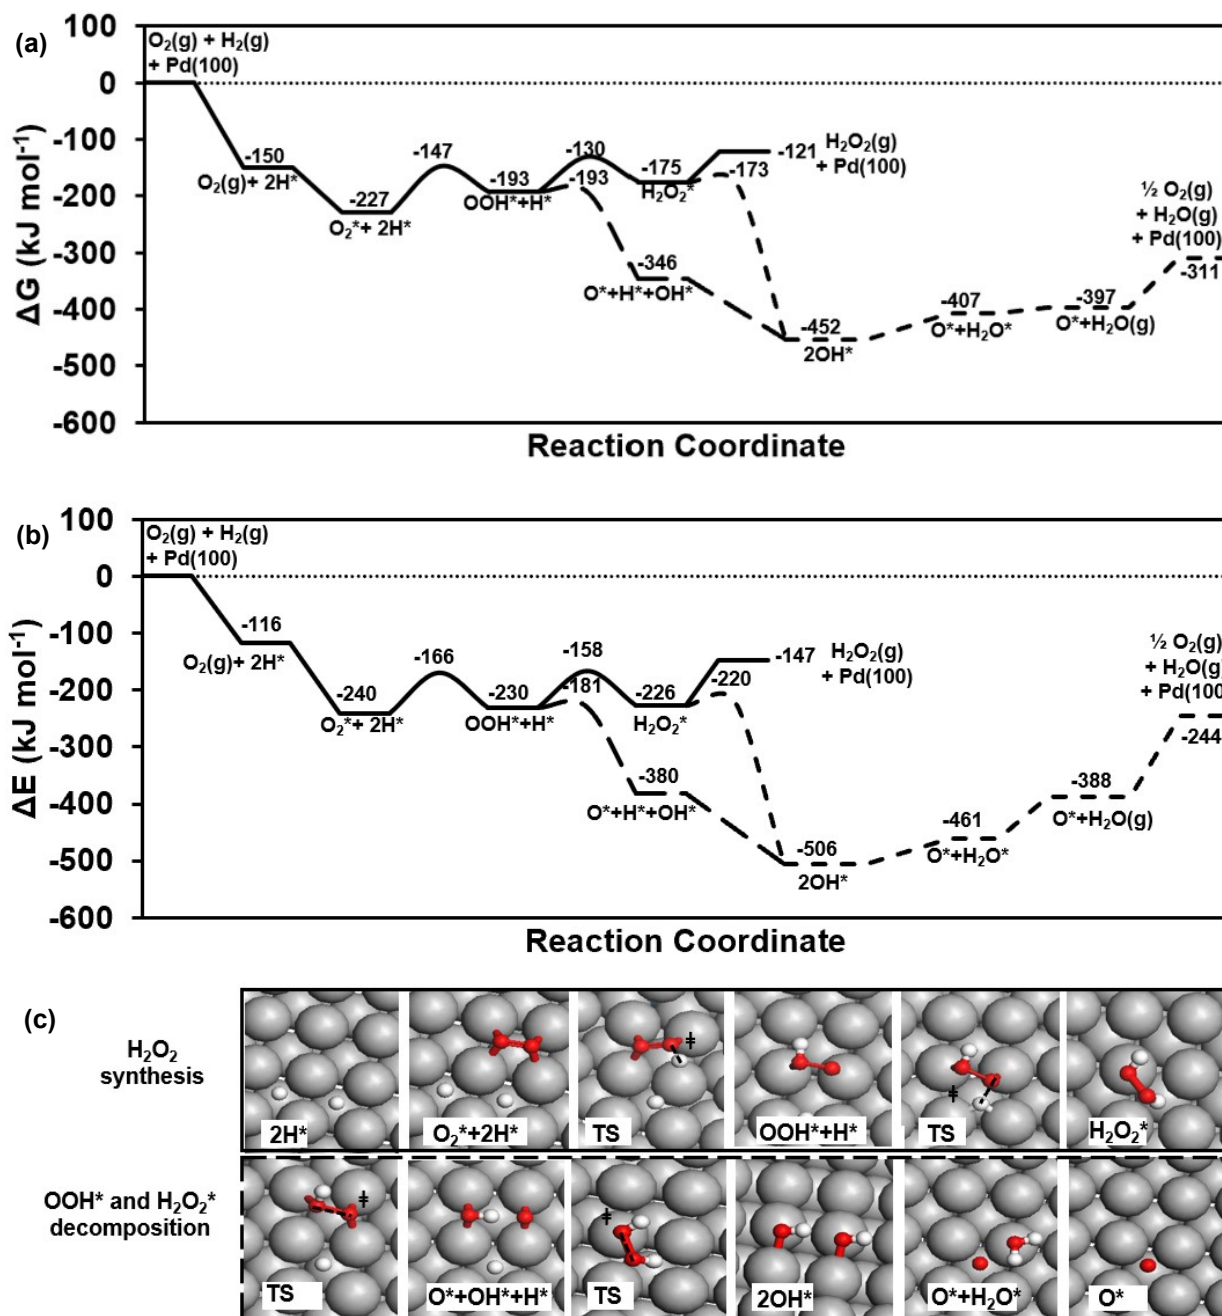 (a)
O₂(g) + H₂(g)
+ Pd(100)
100
0
-100
-200
-300
-400
-500
-600
ΔG (kJ mol⁻¹)
-150
O₂(g)+ 2H*
-227
O₂*+ 2H*
-147
-193
OOH*+H*
-130
-193
-175
H₂O₂*
-121
H₂O₂(g)
+ Pd(100)
-173
-346
O*+H*+OH*
-452
2OH*
-407
O*+H₂O*
-397
O*+H₂O(g)
½ O₂(g)
+ H₂O(g)
+ Pd(100)
-311
Reaction Coordinate
(b)
O₂(g) + H₂(g)
+ Pd(100)
100
0
-100
-200
-300
-400
-500
-600
ΔE (kJ mol⁻¹)
-116
O₂(g)+ 2H*
-240
O₂*+ 2H*
-166
-230
OOH*+H*
-158
-181
-226
H₂O₂*
-147
H₂O₂(g)
+ Pd(100)
-220
-380
O*+H*+OH*
-506
2OH*
-461
O*+H₂O*
-388
O*+H₂O(g)
½ O₂(g)
+ H₂O(g)
+ Pd(100)
-244
Reaction Coordinate
(c)
H₂O₂
synthesis
2H*
O₂*+2H*
‡
TS
OOH*+H*
‡
TS
H₂O₂*
OOH* and H₂O₂*
decomposition
‡
TS
O*+OH*+H*
‡
TS
2OH*
O*+H₂O*
O*